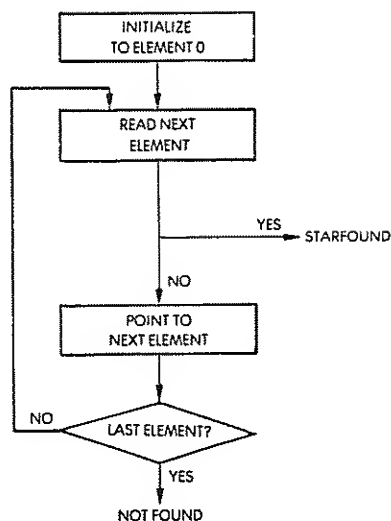 INITIALIZE
TO ELEMENT 0
READ NEXT
ELEMENT
YES
STARFOUND
NO
POINT TO
NEXT ELEMENT
NO
LAST ELEMENT?
YES
NOT FOUND